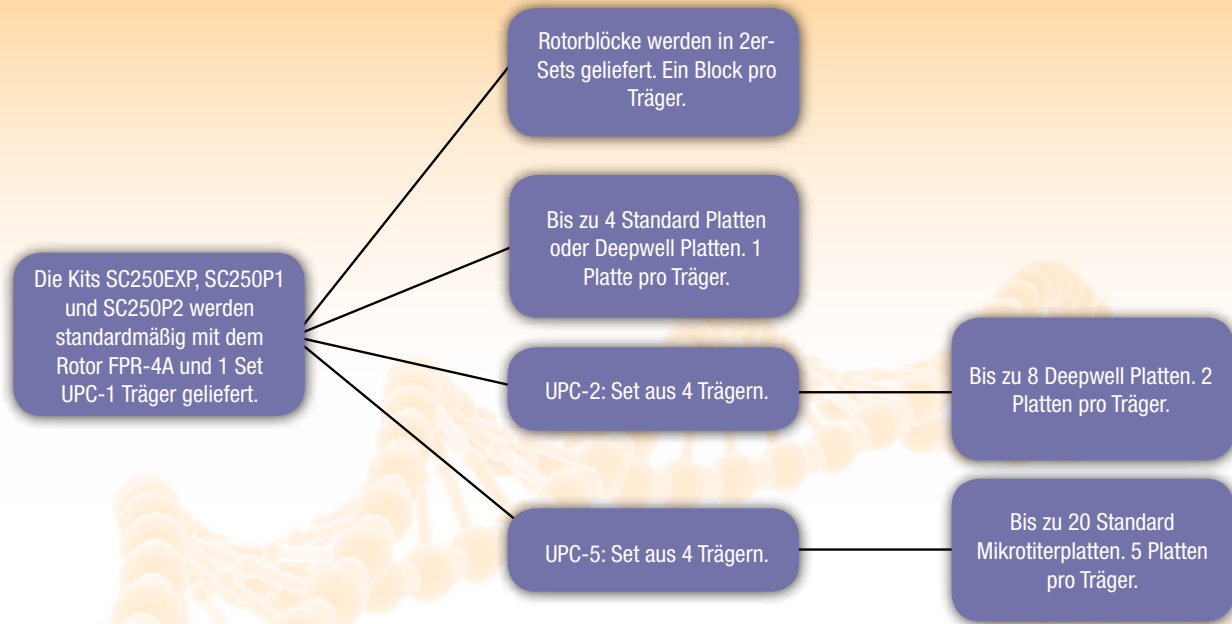 Rotorblöcke werden in 2er-
Sets geliefert. Ein Block pro
Träger.
Bis zu 4 Standard Platten
oder Deepwell Platten. 1
Platte pro Träger.
Die Kits SC250EXP, SC250P1
und SC250P2 werden
standardmäßig mit dem
Rotor FPR-4A und 1 Set
UPC-1 Träger geliefert.
UPC-2: Set aus 4 Trägern.
Bis zu 8 Deepwell Platten. 2
Platten pro Träger.
UPC-5: Set aus 4 Trägern.
Bis zu 20 Standard
Mikrotiterplatten. 5 Platten
pro Träger.